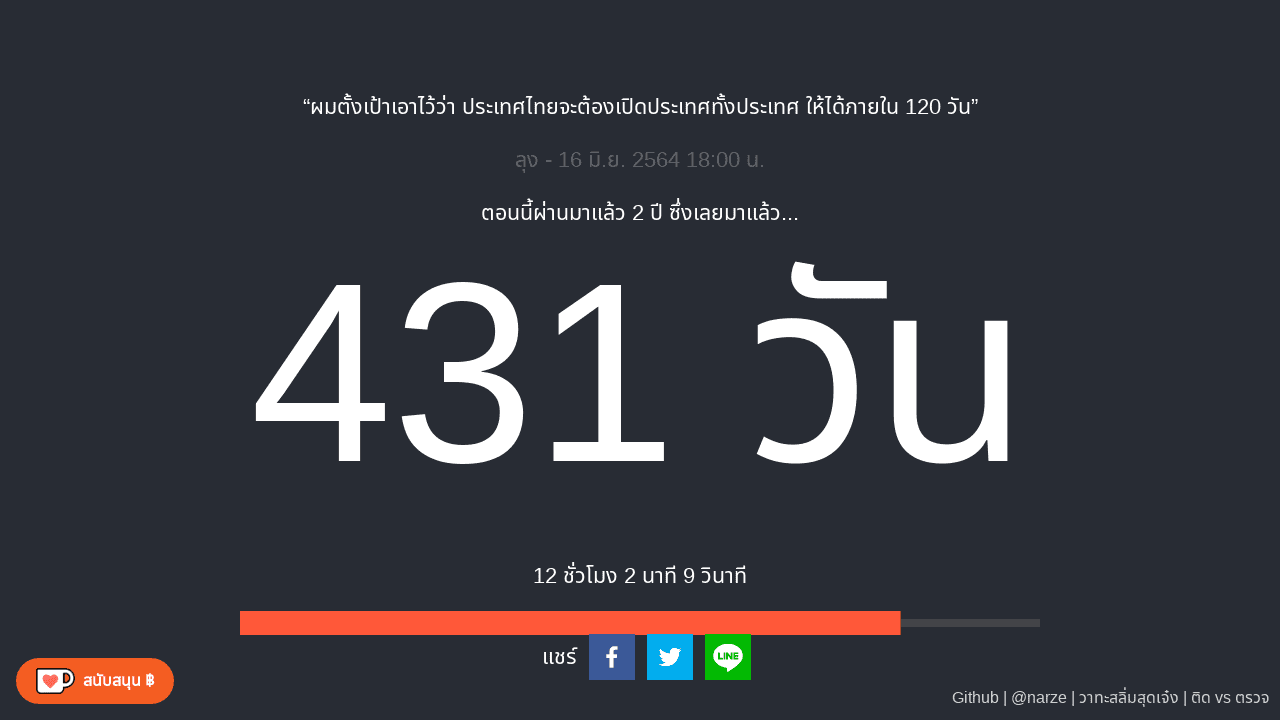 “ผมตั้งเป้าเอาไว้ว่า ประเทศไทยจะต้องเปิดประเทศทั้งประเทศ ให้ได้ภายใน 120 วัน”
ลุง - 16 มิ.ย. 2564 18:00 น.
ตอนนี้ผ่านมาแล้ว 2 ปี ซึ่งเลยมาแล้ว...
431 วัน
12 ชั่วโมง 2 นาที 9 วินาที
แชร์
LINE
สนับสนุน ฿
Github | @narze | วาทะสลิ่มสุดเจ๋ง | ติด vs ตรวจ